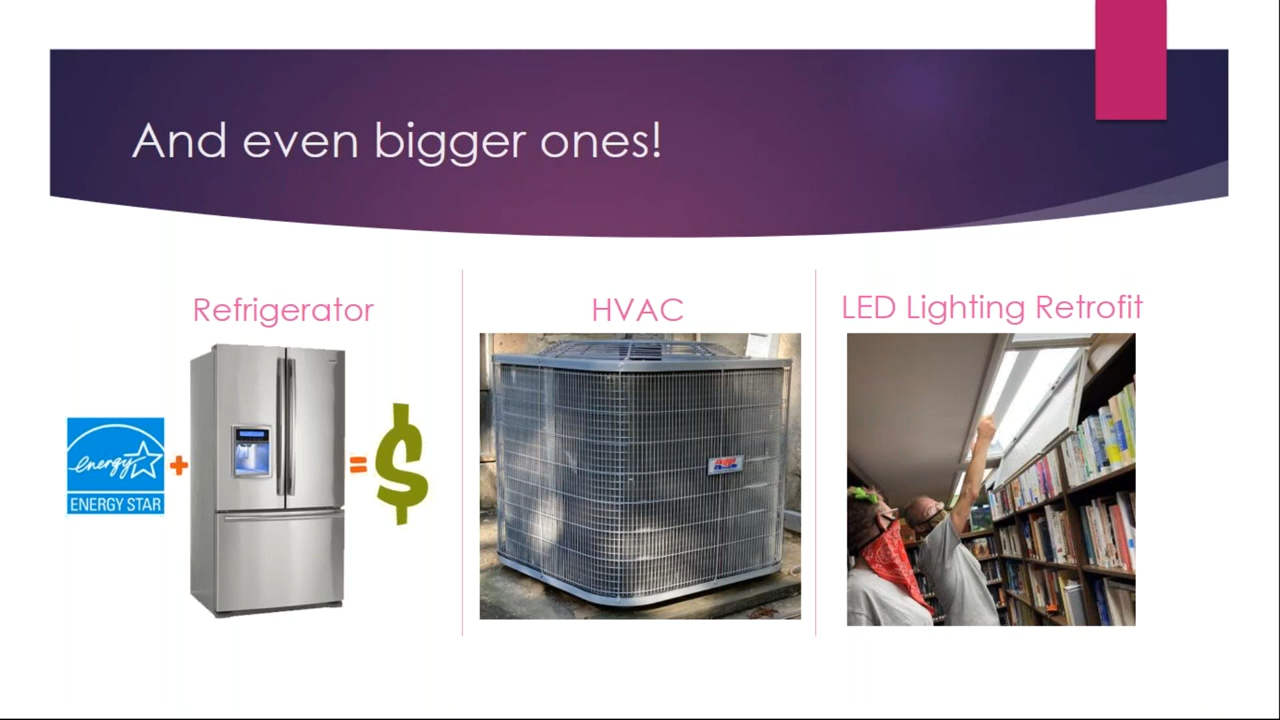 And even bigger ones!
Refrigerator
HVAC
LED Lighting Retrofit
energy
ENERGY STAR
+
=
$